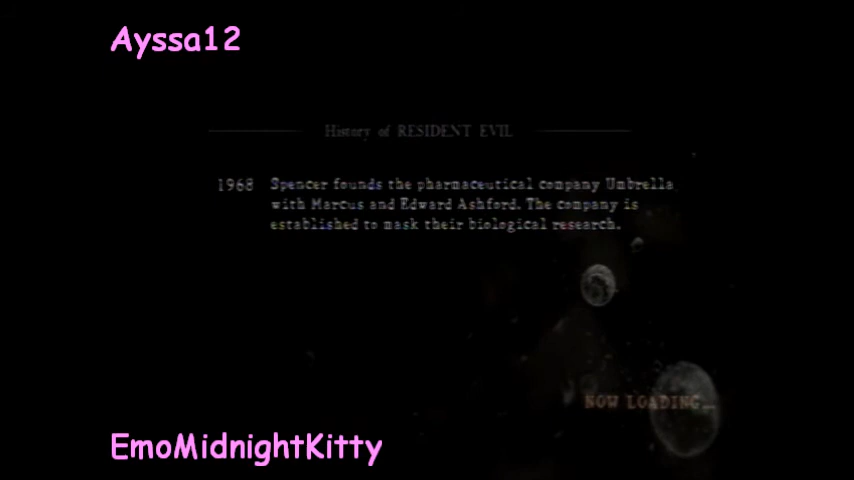 Ayssa12
History of RESIDENT EVIL
1968 Spencer founds the pharmaceutical company Umbrella
with Marcus and Edward Ashford. The company is
established to mask their biological research.
NOW LOADING...
EmoMidnightKitty